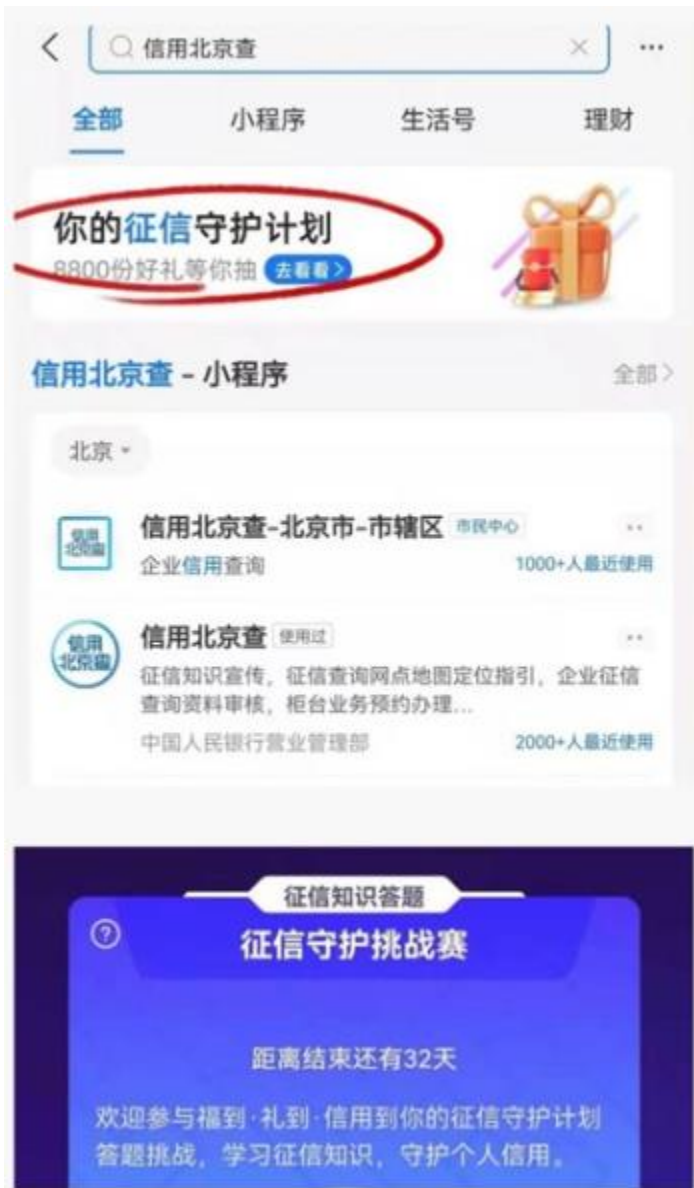 信用北京查
全部 小程序 生活号 理财
你的征信守护计划
8800份好礼等你抽 去看看>
信用北京查 - 小程序 全部>
北京
信用北京查
信用北京查-北京市-市辖区 市民中心
企业信用查询 1000+人最近使用
信用北京查
信用北京查 使用过
征信知识宣传，征信查询网点地图定位指引，企业征信
查询资料审核，柜台业务预约办理...
中国人民银行营业管理部 2000+人最近使用
征信知识答题
征信守护挑战赛
距离结束还有32天
欢迎参与福到·礼到·信用到你的征信守护计划
答题挑战，学习征信知识，守护个人信用。